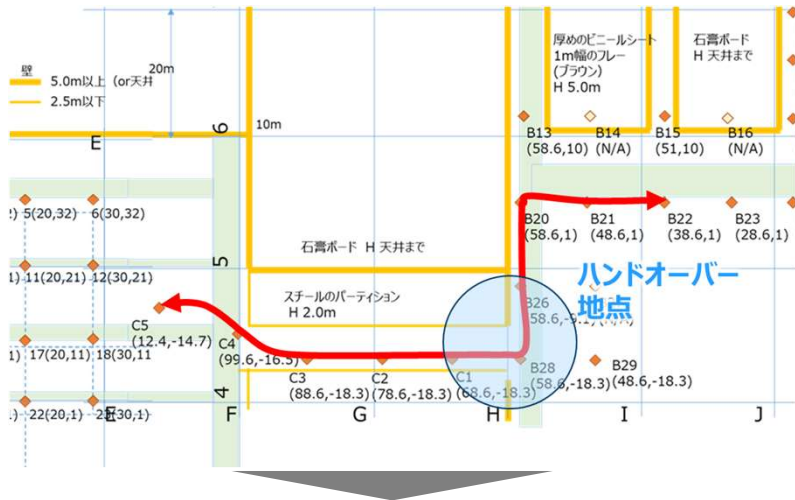 壁
5.0m以上 (or天井
2.5m以下
20m
10m
厚めのビニールシート
1m幅のフレー
(ブラウン)
H 5.0m
石膏ボード
H 天井まで
E
6
B13
(58.6,10)
B14
(N/A)
B15
(51,10)
B16
(N/A)
5(20,32)
6(30,32)
B20
(58.6,1)
B21
(48.6,1)
B22
(38.6,1)
B23
(28.6,1)
石膏ボード H 天井まで
5
11(20,21)
12(30,21)
ハンドオーバー
地点
スチールのパーティション
H 2.0m
B26
C5
(12.4,-14.7)
C4
(99.6,-16.5)
17(20,11)
18(30,11
C3
(88.6,-18.3)
C2
(78.6,-18.3)
C1
(68.6,-18.3)
B28
(58.6,-18.3)
B29
(48.6,-18.3)
4
22(20,1)
23(30,1)
E
F
G
H
I
J